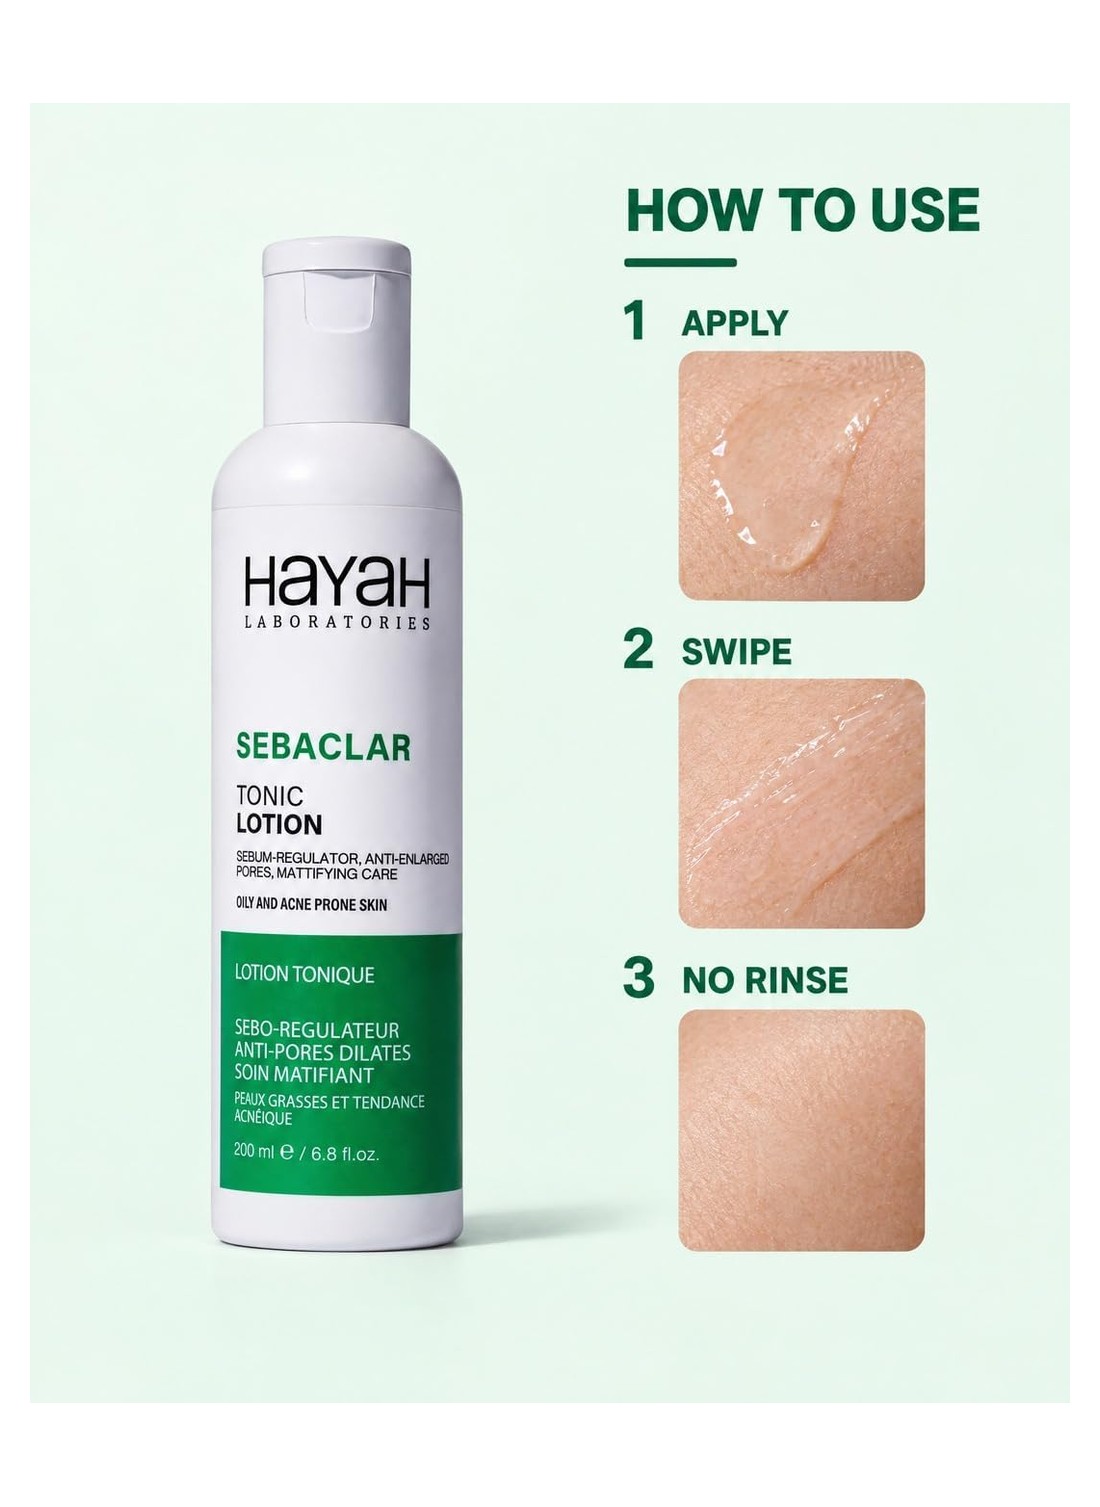 HAYAH
LABORATORIES
SEBACLAR
TONIC
LOTION
SEBUM-REGULATOR, ANTI-ENLARGED
PORES, MATTIFYING CARE
OILY AND ACNE PRONE SKIN
LOTION TONIQUE
SEBO-REGULATEUR
ANTI-PORES DILATES
SOIN MATIFIANT
PEAUX GRASSES ET TENDANCE
ACNÉIQUE
200 ml e / 6.8 fl.oz.
HOW TO USE
1 APPLY
2 SWIPE
3 NO RINSE